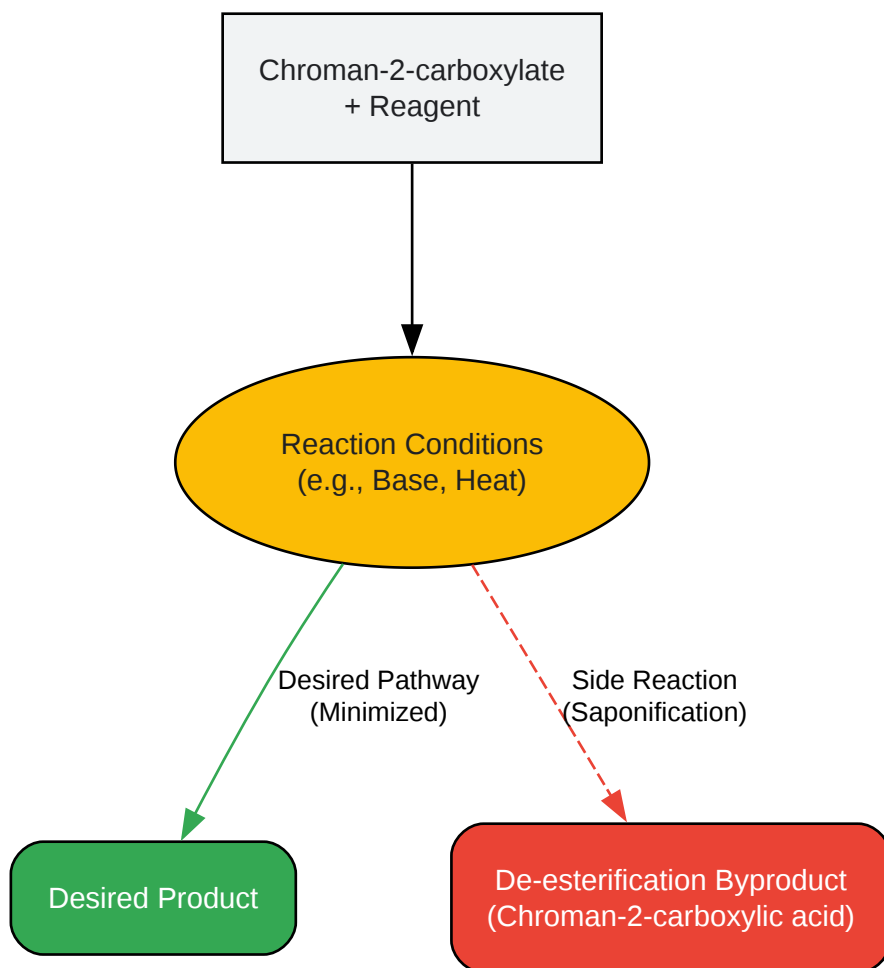 Chroman-2-carboxylate
+ Reagent
Reaction Conditions
(e.g., Base, Heat)
Desired Pathway
(Minimized)
Side Reaction
(Saponification)
Desired Product
De-esterification Byproduct
(Chroman-2-carboxylic acid)